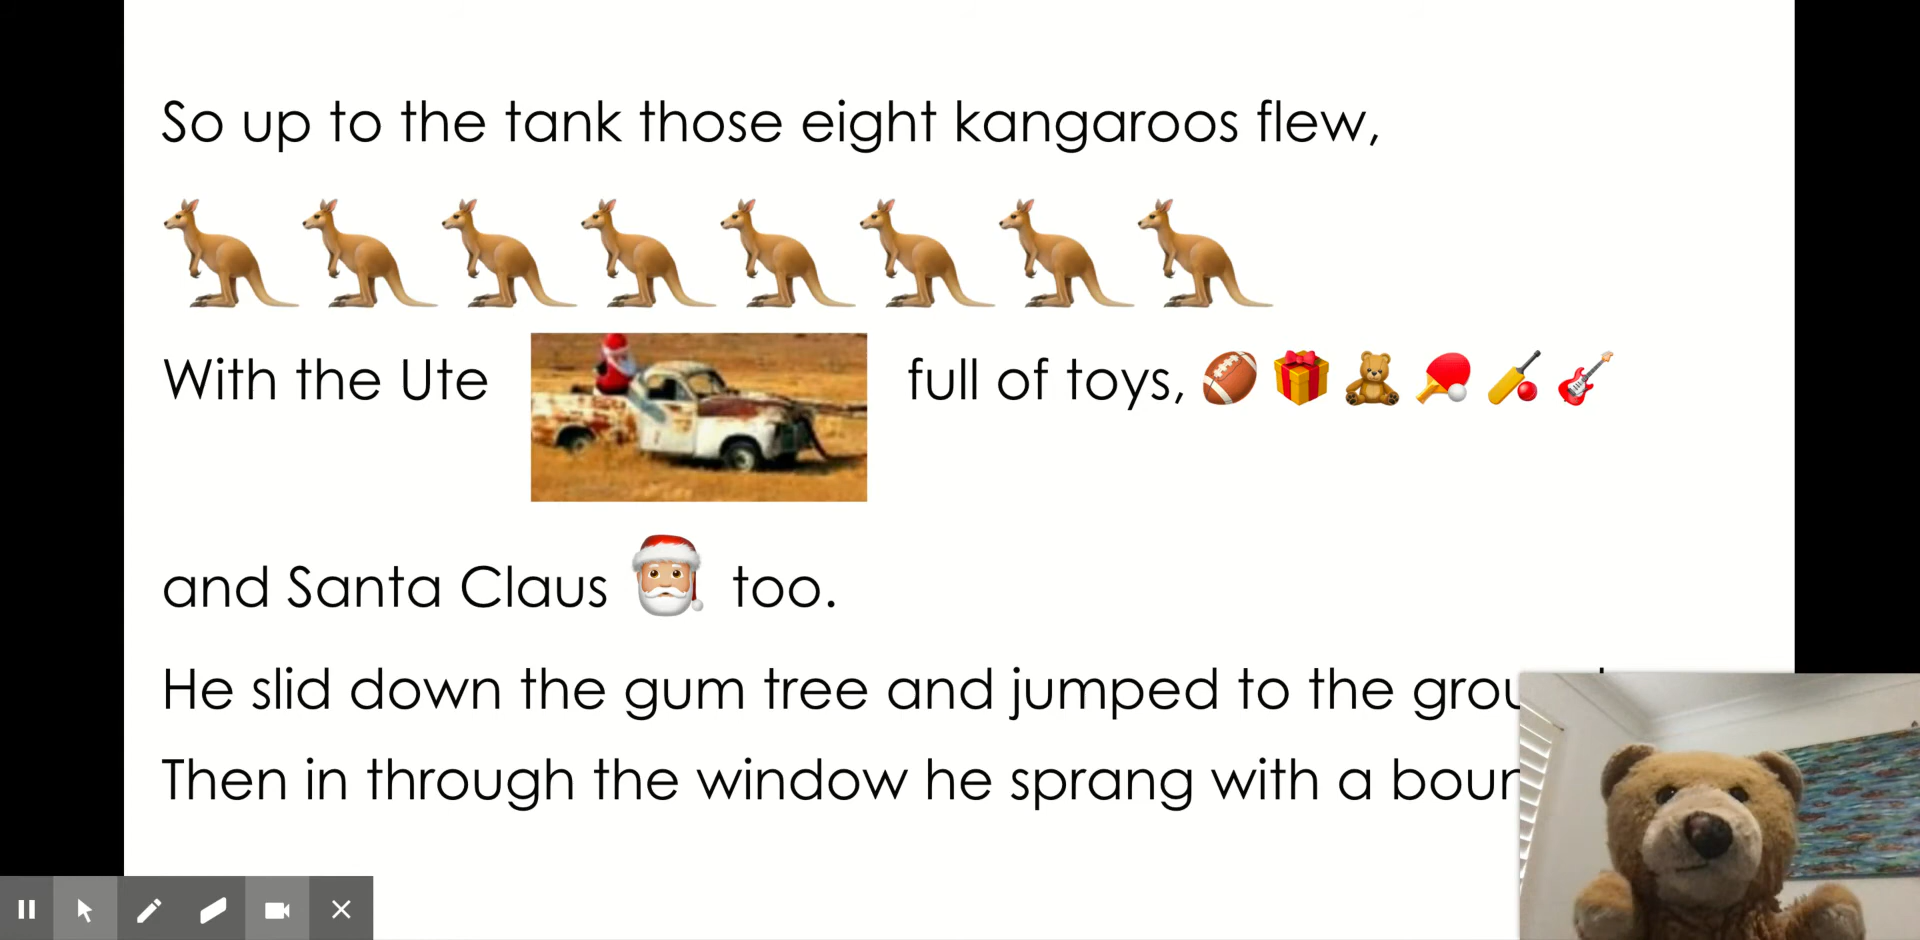 So up to the tank those eight kangaroos flew,
With the Ute full of toys,
and Santa Claus too.
He slid down the gum tree and jumped to the
Then in through the window he sprang with a